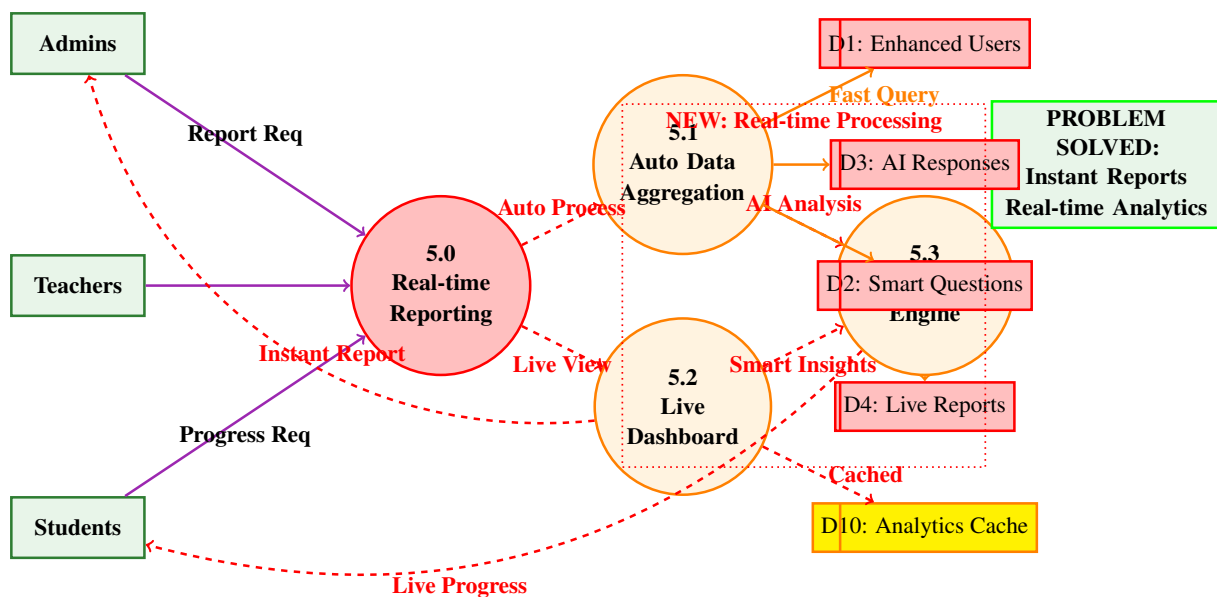 Admins
D1: Enhanced Users
Fast Query
NEW: Real-time Processing
PROBLEM
SOLVED:
Instant Reports
Real-time Analytics
Report Req
5.1
Auto Data
Aggregation
D3: AI Responses
Auto Process
AI Analysis
5.0
Real-time
Reporting
Teachers
5.3
D2: Smart Questions
Engine
Instant Report
Live View
Smart Insights
5.2
Live
Dashboard
D4: Live Reports
Progress Req
Cached
Students
D10: Analytics Cache
Live Progress